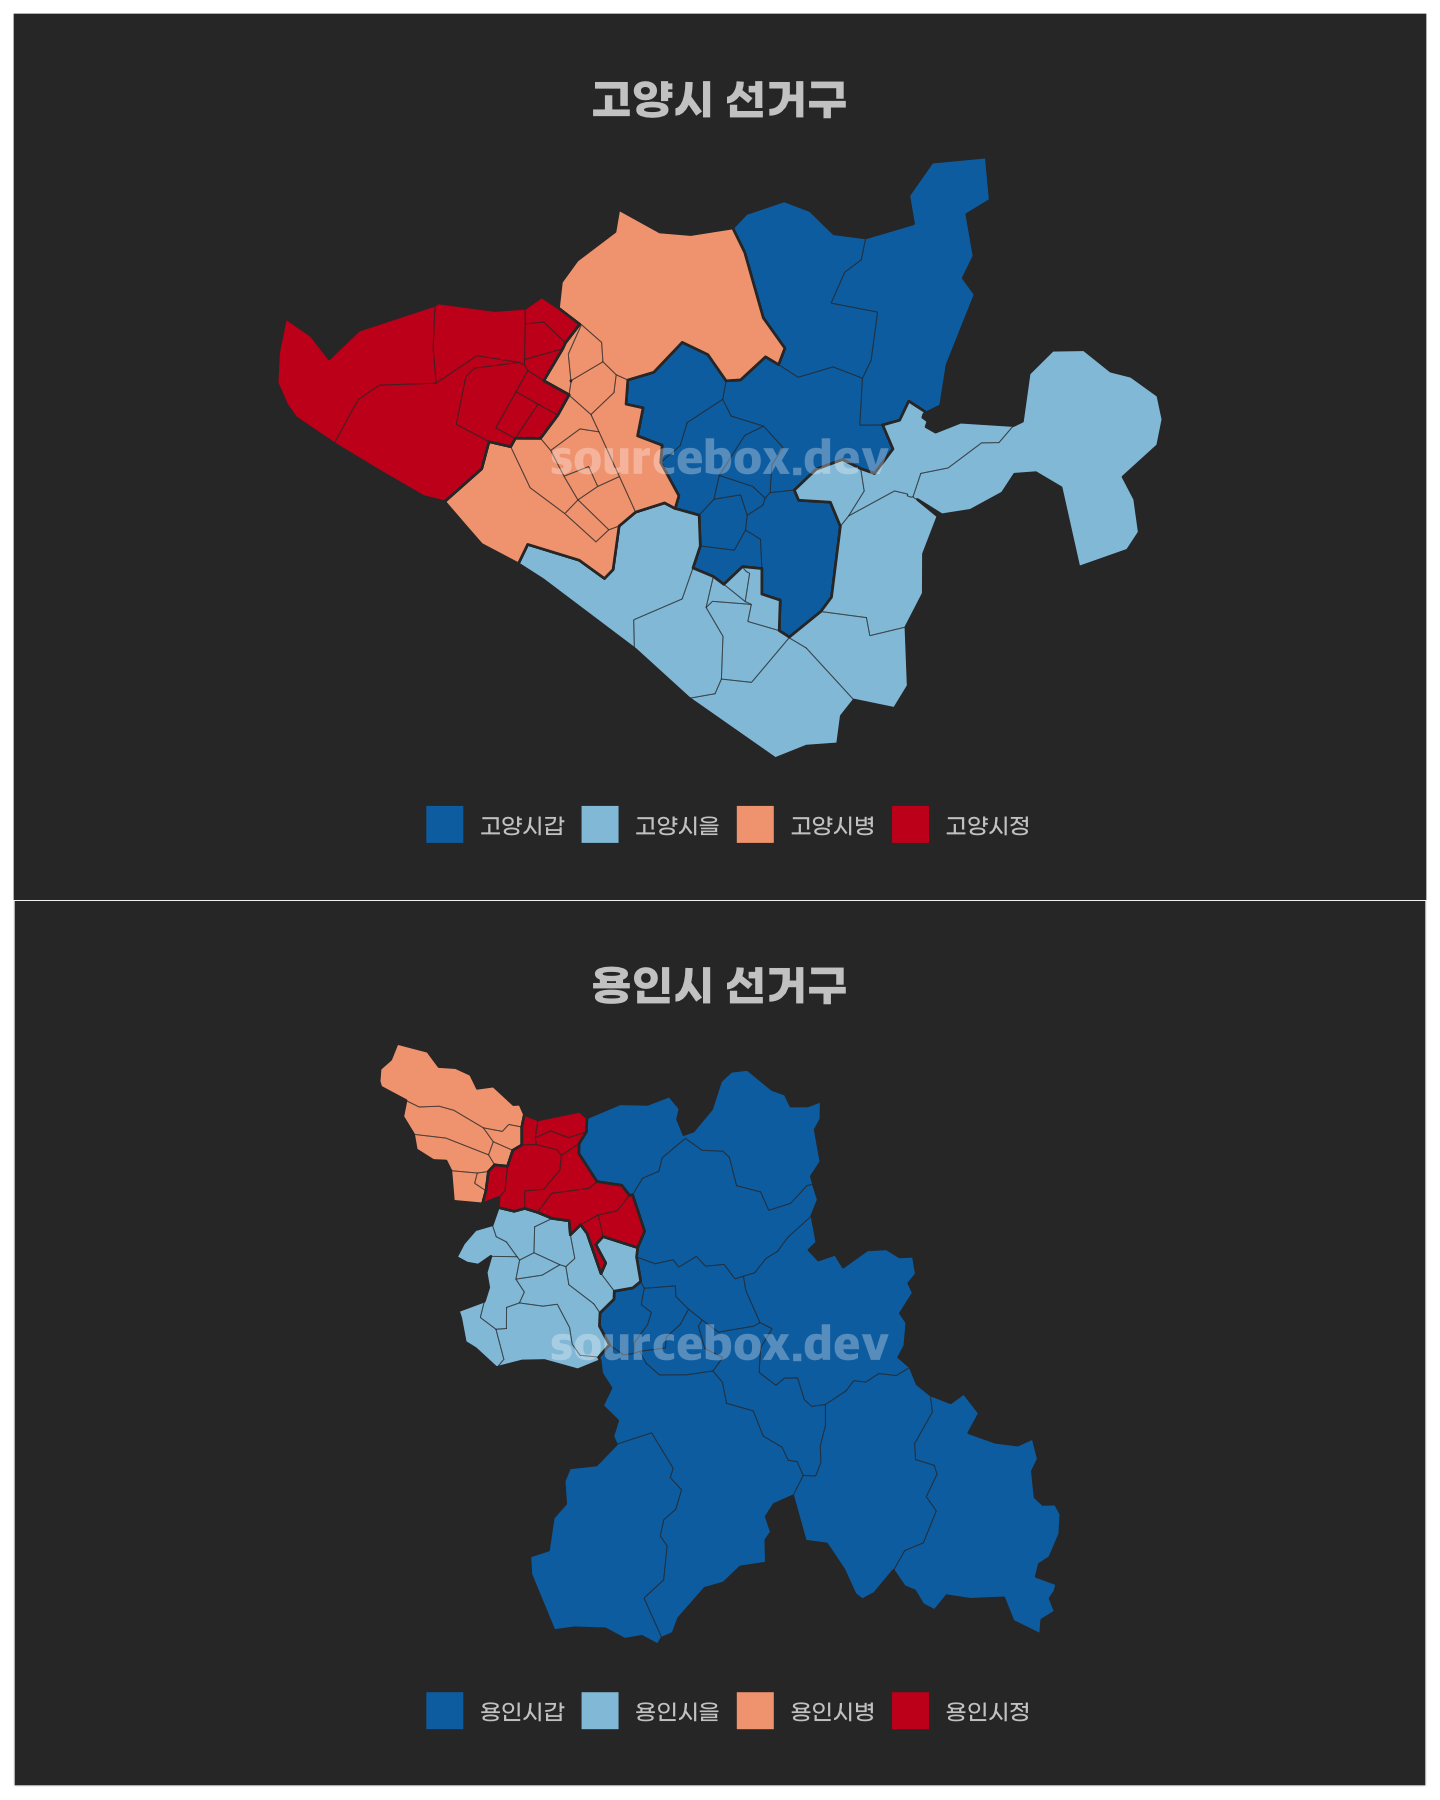 고양시 선거구
sourcebox.dev
고양시갑 고양시을 고양시병 고양시정
용인시 선거구
sourcebox.dev
용인시갑 용인시을 용인시병 용인시정